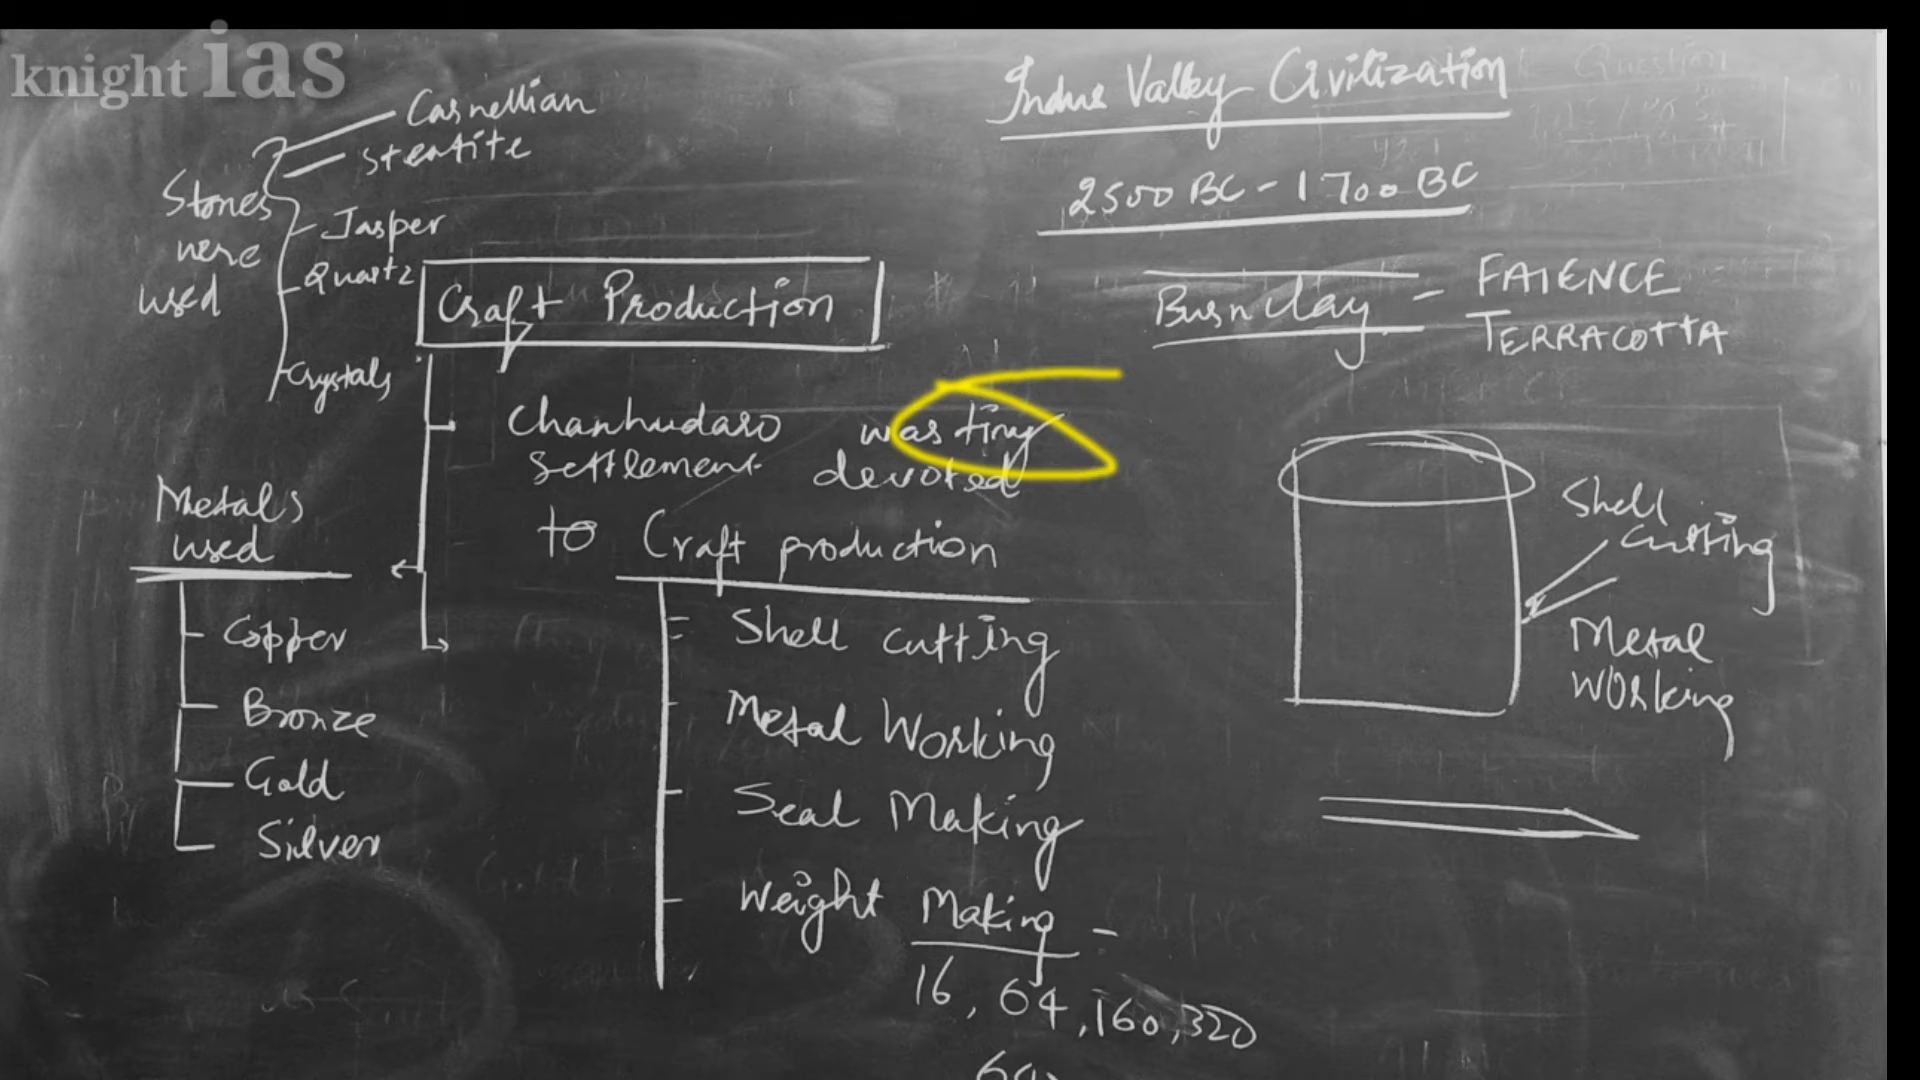 knight ias
Indus Valley Civilization
2500 BC - 1700 BC
Carnellian
Steatite
Stones
were
used
Jasper
Quartz
Crystals
Craft Production
Burn clay - FAIENCE
TERRACOTTA
Chanhudaro was tiny
settlement devoted
to Craft production
Shell cutting
Metal Working
Seal Making
Weight Making -
16, 64, 160, 320
Metals
used
Copper
Bronze
Gold
Silver
Shell
Cutting
Metal
Working